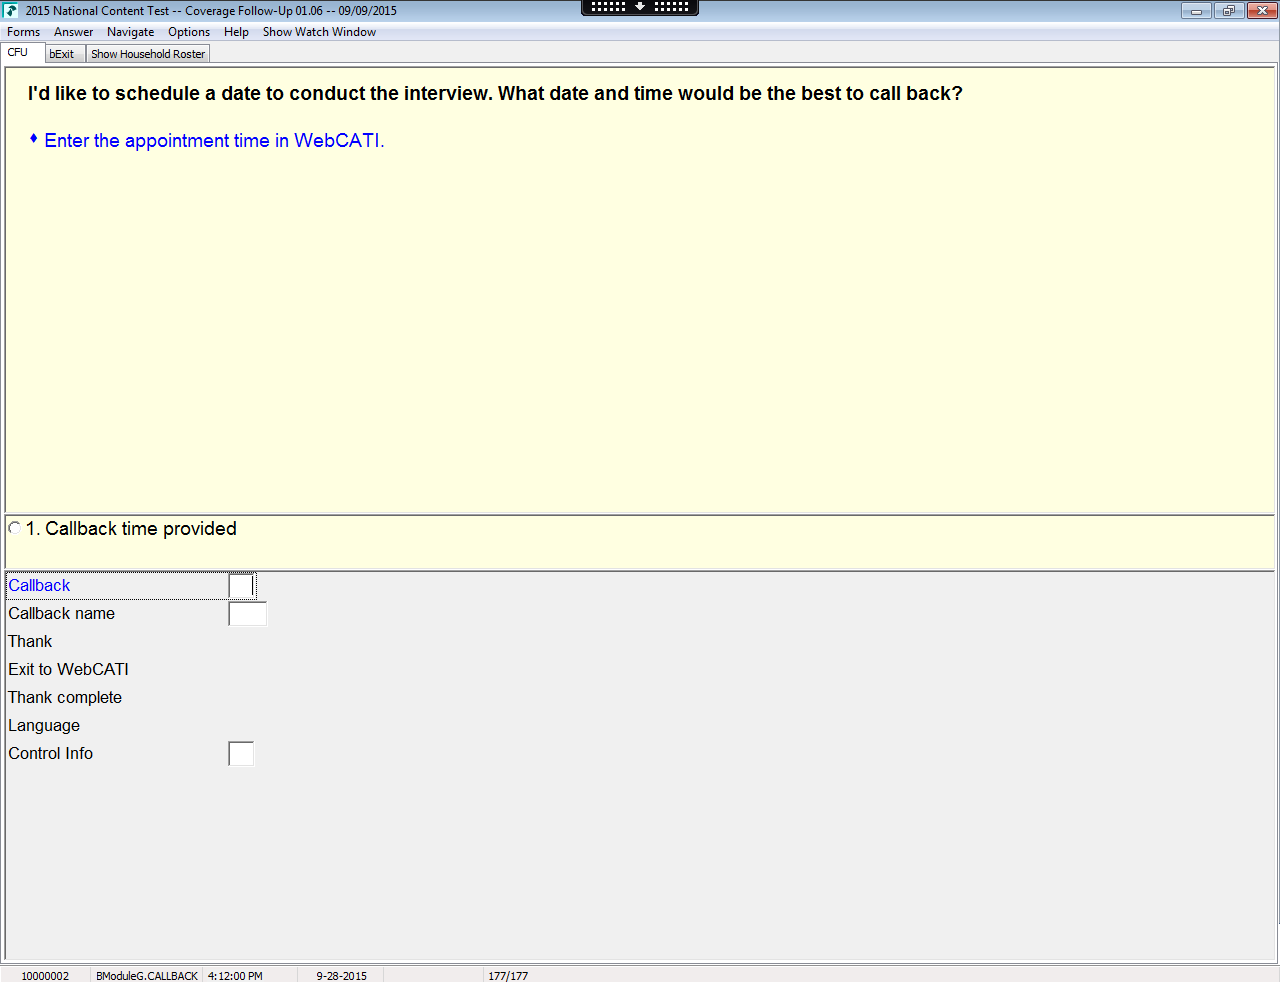 2015 National Content Test -- Coverage Follow-Up 01.06 -- 09/09/2015
Forms Answer Navigate Options Help Show Watch Window
CFU bExit Show Household Roster
I'd like to schedule a date to conduct the interview. What date and time would be the best to call back?
♦ Enter the appointment time in WebCATI.
1. Callback time provided
Callback
Callback name
Thank
Exit to WebCATI
Thank complete
Language
Control Info
10000002 BModuleG.CALLBACK 4:12:00 PM 9-28-2015 177/177